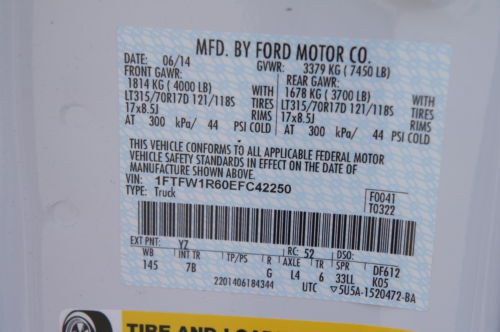 MFD. BY FORD MOTOR CO.
DATE: 06/14 GVWR: 3379 KG ( 7450 LB)
FRONT GAWR: REAR GAWR:
1814 KG ( 4000 LB) WITH 1678 KG ( 3700 LB) WITH
LT315/70R17D 121/118S TIRES LT315/70R17D 121/118S TIRES
17x8.5J RIMS 17x8.5J RIMS
AT 300 kPa/ 44 PSI COLD AT 300 kPa/ 44 PSI COLD
THIS VEHICLE CONFORMS TO ALL APPLICABLE FEDERAL MOTOR
VEHICLE SAFETY STANDARDS IN EFFECT ON THE DATE OF
MANUFACTURE SHOWN ABOVE.
VIN: 1FTFW1R60EFC42250 F0041
TYPE: Truck T0322
EXT PNT: YZ RC: 52 DSO:
WB INT TR TP/PS R AXLE TR SPR DF612
145 7B G L4 6 33LL K05
2201406184344 UTC ▽5U5A-1520472-BA
TIRE AND LOA